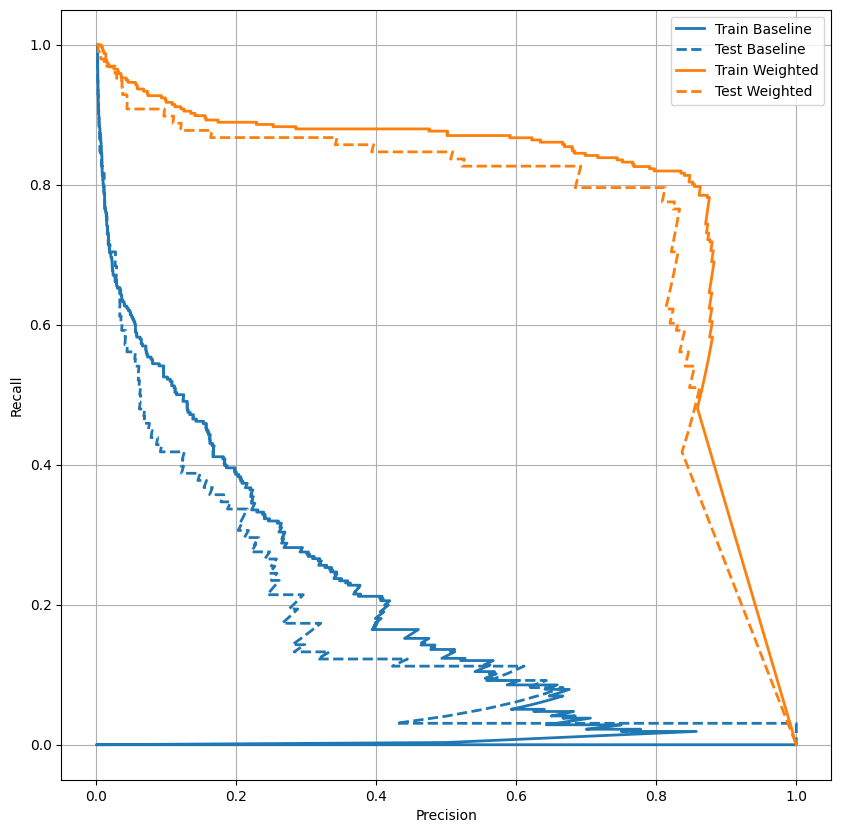 Train Baseline
Test Baseline
Train Weighted
Test Weighted
1.0
0.8
0.6
0.4
0.2
0.0
Recall
0.0 0.2 0.4 0.6 0.8 1.0
Precision